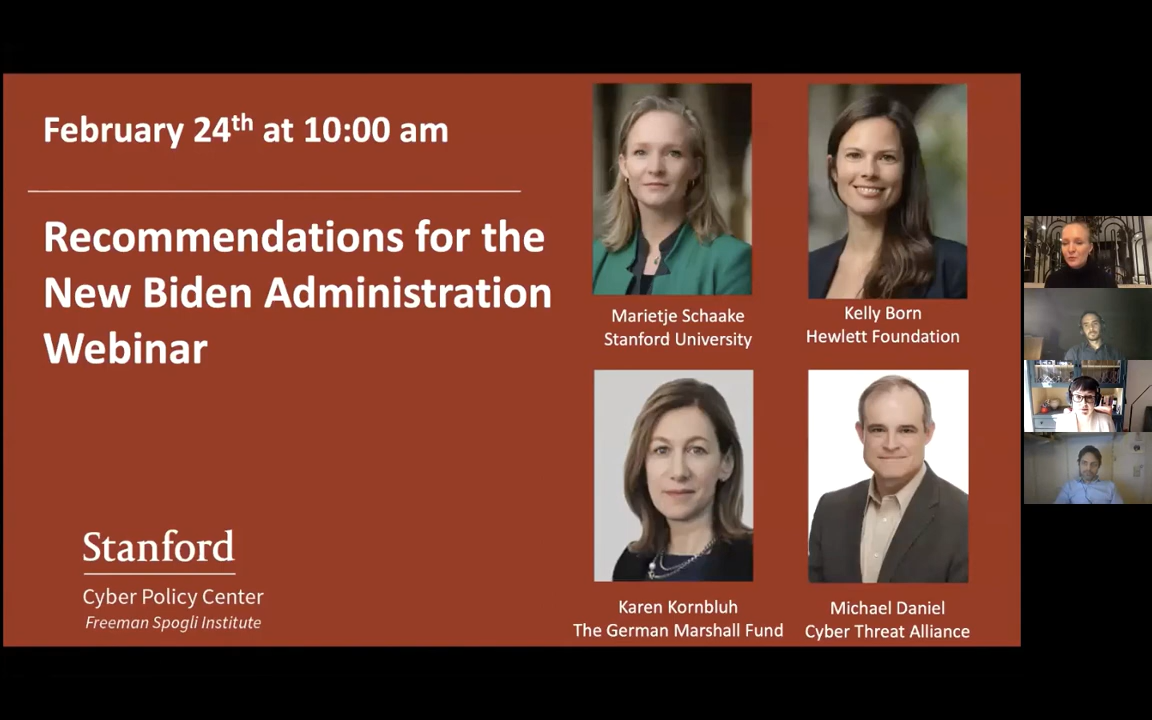 February 24th at 10:00 am
Recommendations for the
New Biden Administration
Webinar
Marietje Schaake
Stanford University
Kelly Born
Hewlett Foundation
Karen Kornbluh
The German Marshall Fund
Michael Daniel
Cyber Threat Alliance
Stanford
Cyber Policy Center
Freeman Spogli Institute